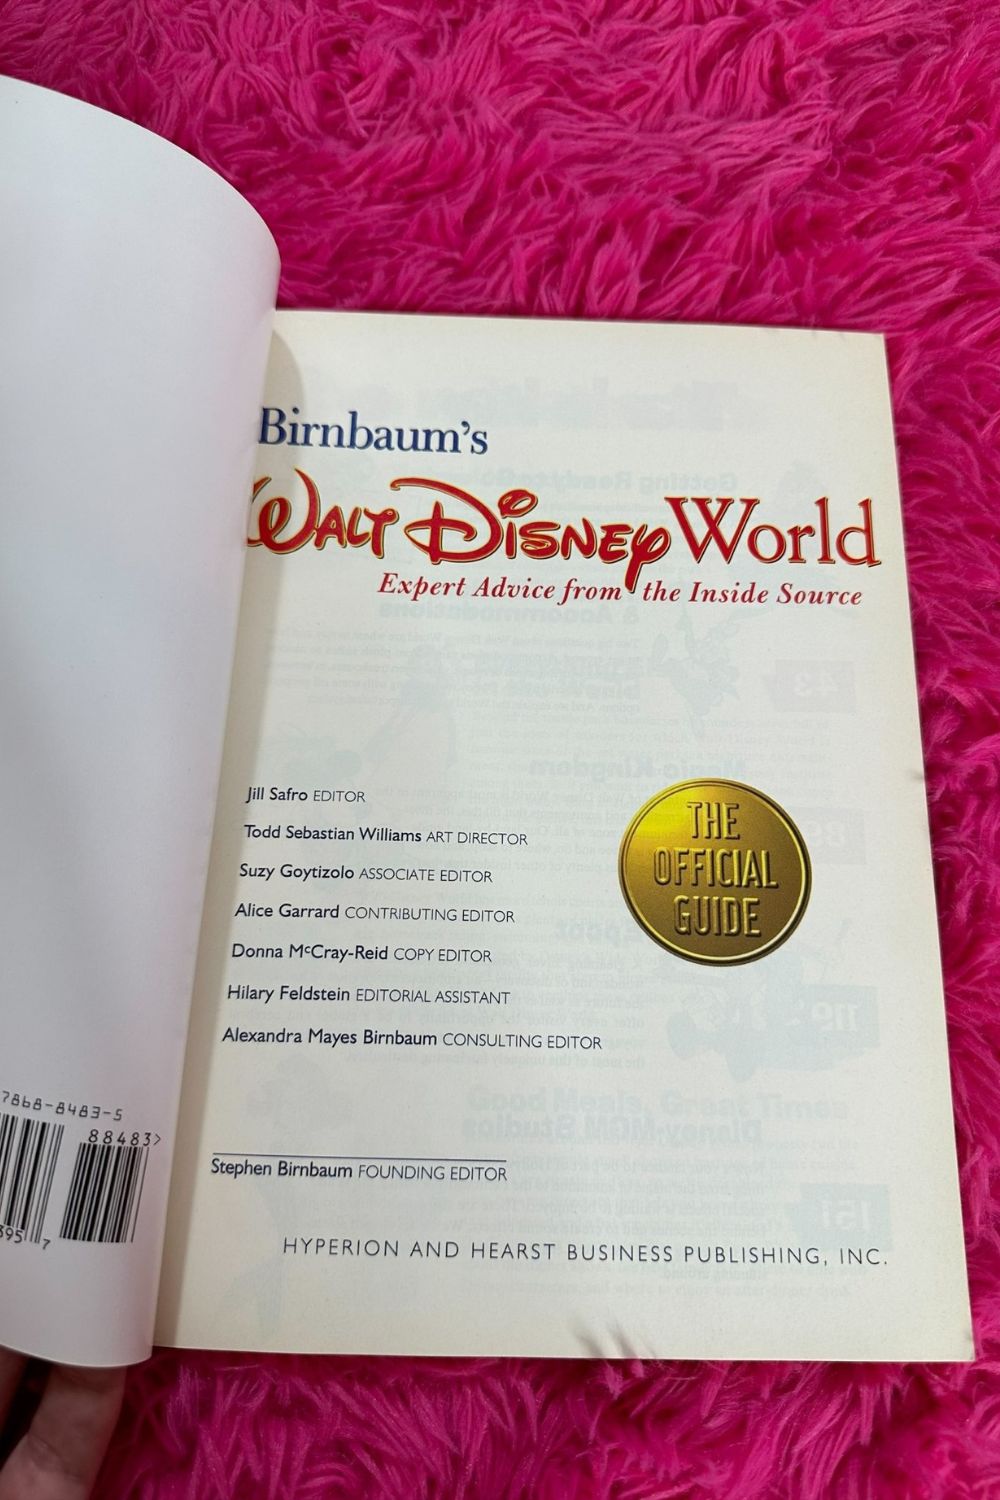 Birnbaum's
WALT DISNEY World
Expert Advice from the Inside Source
Jill Safro EDITOR
Todd Sebastian Williams ART DIRECTOR
Suzy Goytizolo ASSOCIATE EDITOR
Alice Garrard CONTRIBUTING EDITOR
Donna McCray-Reid COPY EDITOR
Hilary Feldstein EDITORIAL ASSISTANT
Alexandra Mayes Birnbaum CONSULTING EDITOR
THE
OFFICIAL
GUIDE
Stephen Birnbaum FOUNDING EDITOR
HYPERION AND HEARST BUSINESS PUBLISHING, INC.
7868-8483-5
88483>
95 7